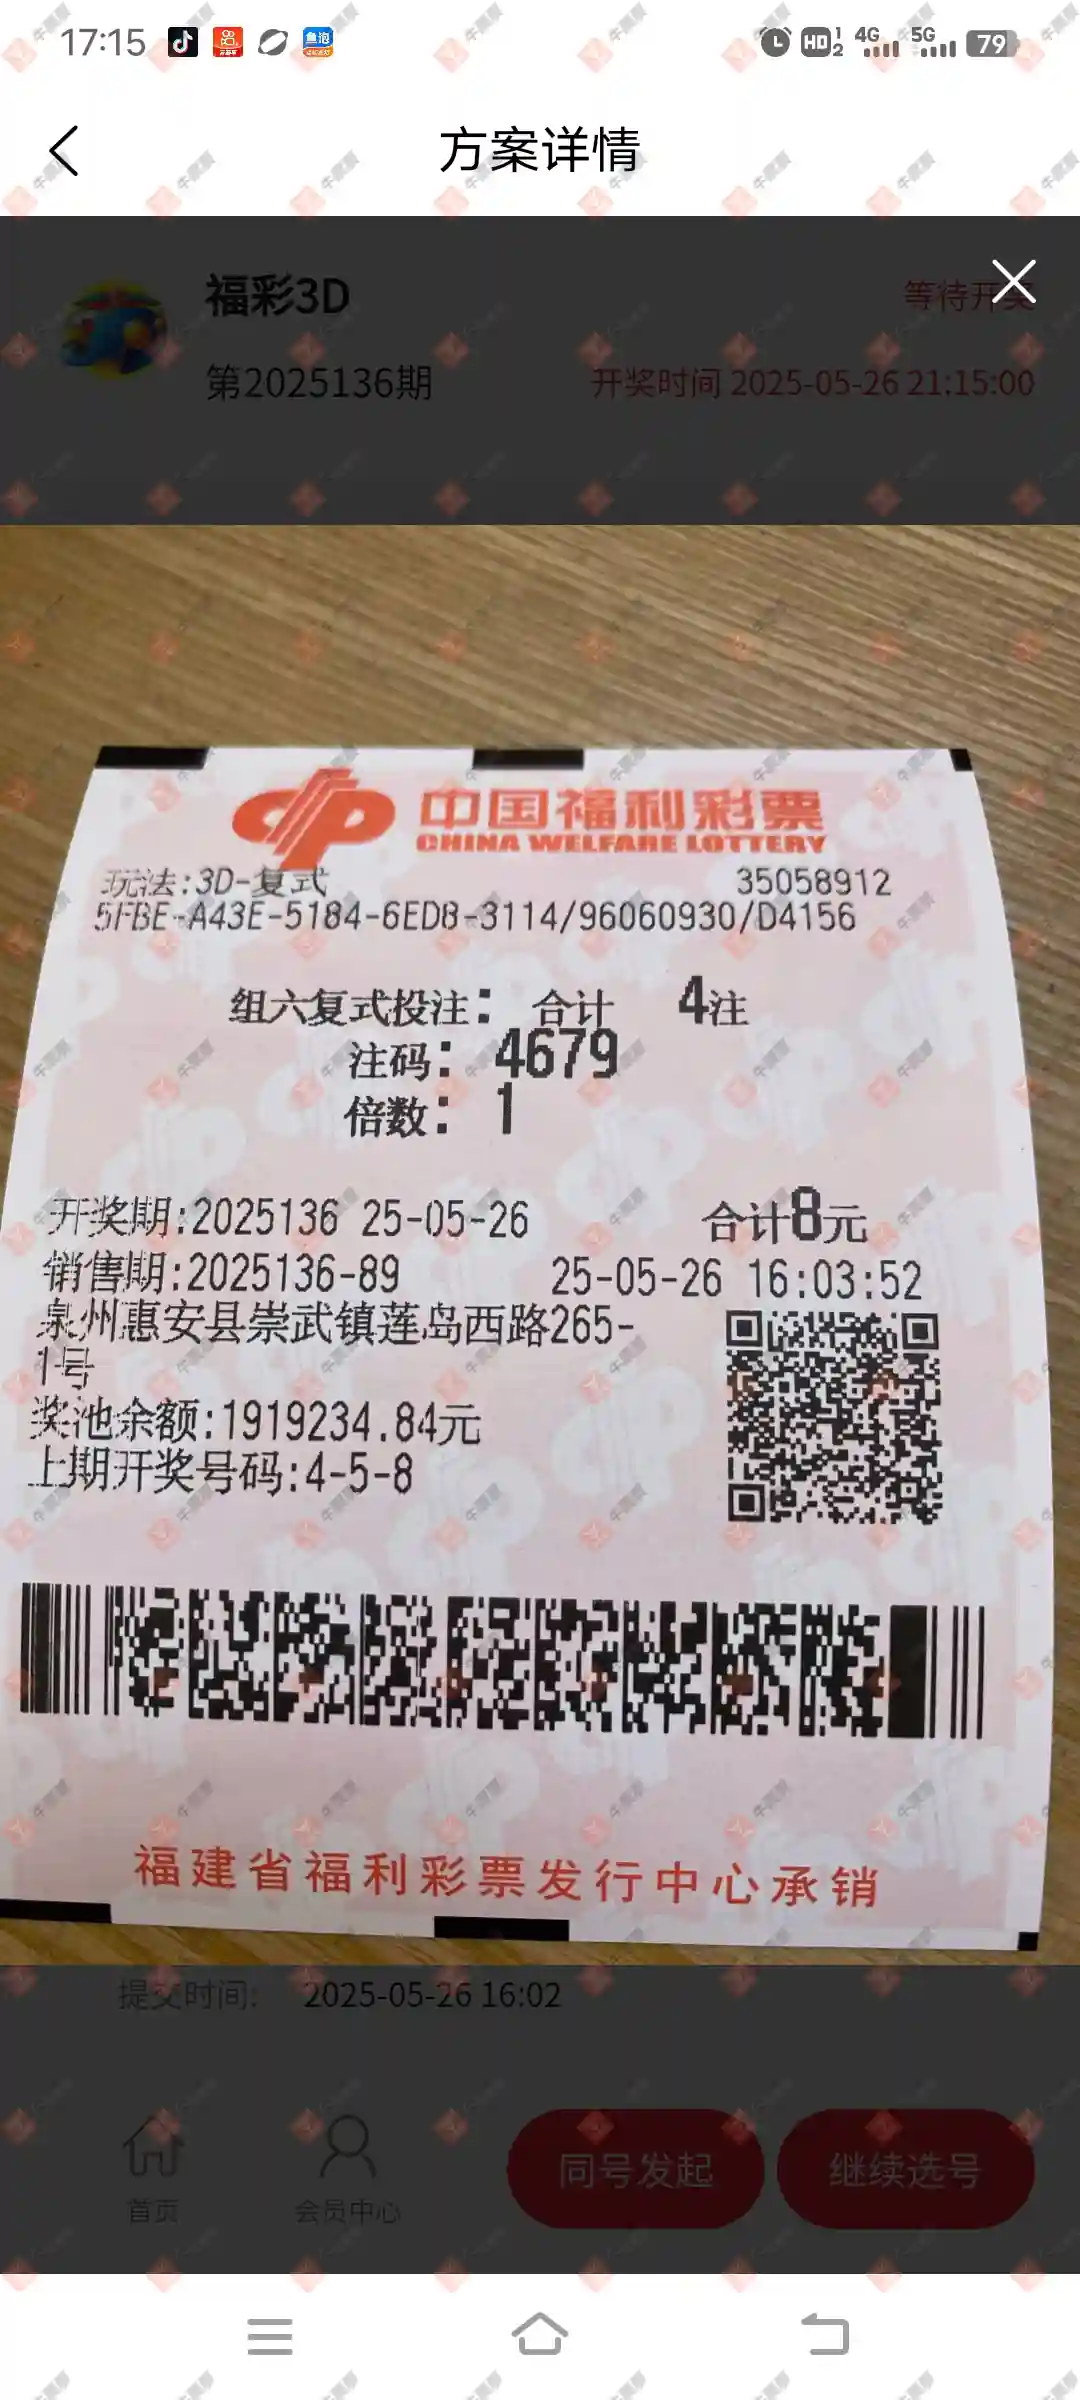 17:15
HD 1 2 4G 5G 79
方案详情
福彩3D
等待开奖
第2025136期
开奖时间 2025-05-26 21:15:00
中国福利彩票
CHINA WELFARE LOTTERY
玩法:3D-复式
35058912
5FBE-A43E-5184-6ED8-3114/96060930/D4156
组六复式投注: 合计 4注
注码: 4679
倍数: 1
开奖期:2025136 25-05-26 合计8元
销售期:2025136-89 25-05-26 16:03:52
泉州惠安县崇武镇莲岛西路265-
1号
奖池余额:1919234.84元
上期开奖号码:4-5-8
福建省福利彩票发行中心承销
提交时间: 2025-05-26 16:02
首页
会员中心
同号发起
继续选号